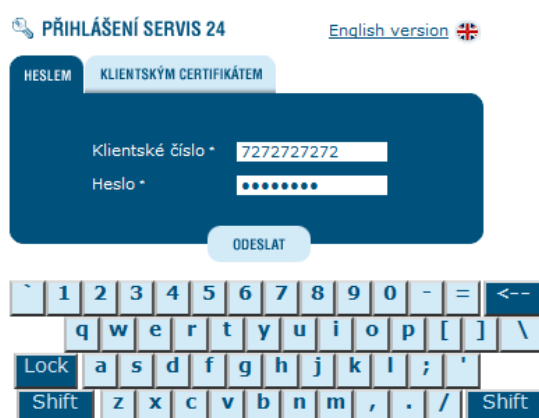 PŘIHLÁŠENÍ SERVIS 24 English version
HESLEM KLIENTSKÝM CERTIFIKÁTEM
Klientské číslo * 7272727272
Heslo * ●●●●●●●●
ODESLAT
` 1 2 3 4 5 6 7 8 9 0 - = <--
q w e r t y u i o p [ ] \
Lock a s d f g h j k l ; '
Shift z x c v b n m , . / Shift